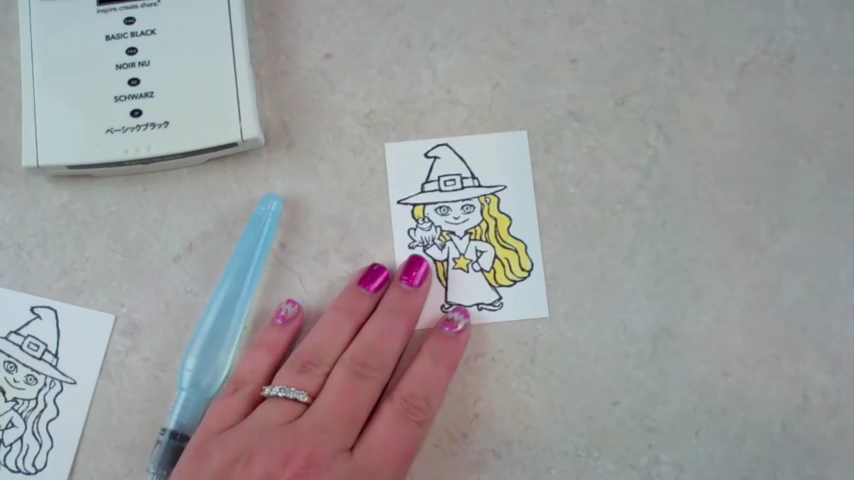 inspire.create.share.
BASIC BLACK
NOIR NU
SCHWARZ
ベーシックブラック